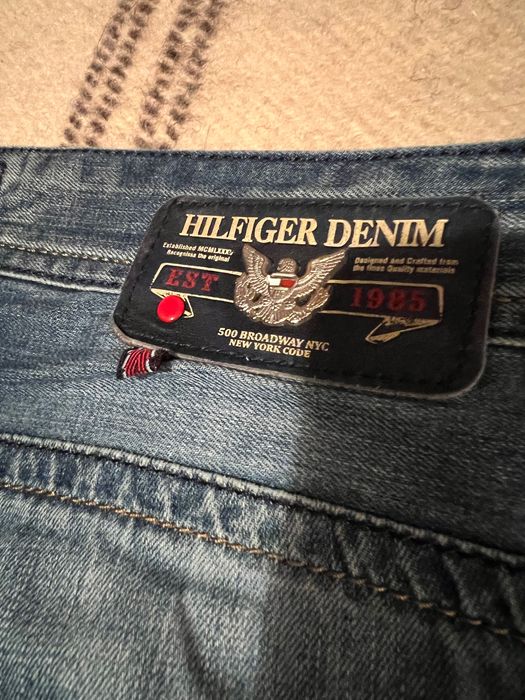 HILFIGER DENIM
Established MCMLXXXV
Recognize the original
Designed and Crafted from
the finest Quality materials
EST 1985
500 BROADWAY NYC
NEW YORK CODE